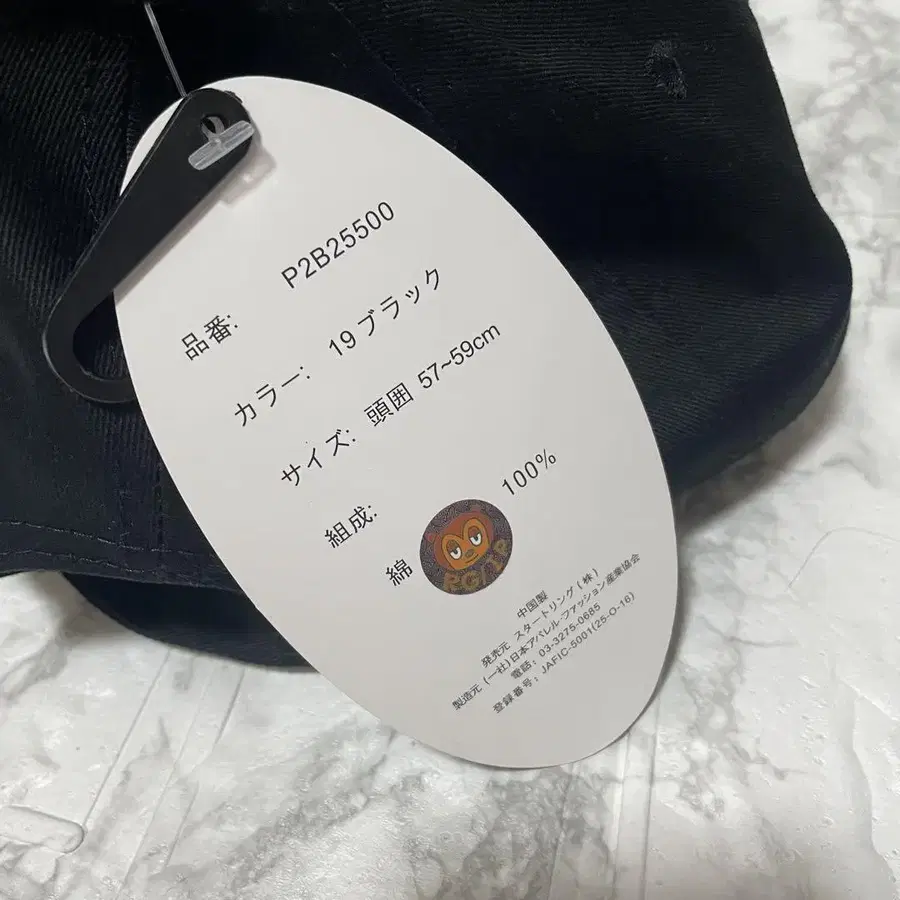 品番: P2B25500
カラー: 19ブラック
サイズ: 頭囲 57~59cm
組成:
綿 100%
中国製
発売元 スタートリング(株)
製造元 (一社)日本アパレル·ファッション産業協会
電話: 03-3275-0685
登録番号: JAFIC-5001(25-O-16)